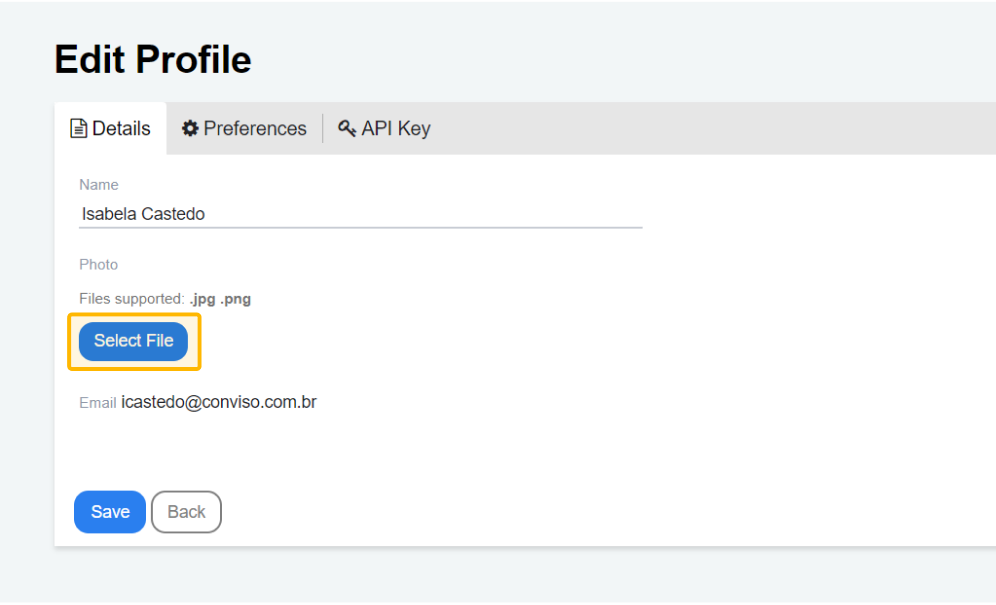 Edit Profile
Details Preferences API Key
Name
Isabela Castedo
Photo
Files supported: .jpg .png
Select File
Email icastedo@conviso.com.br
Save Back